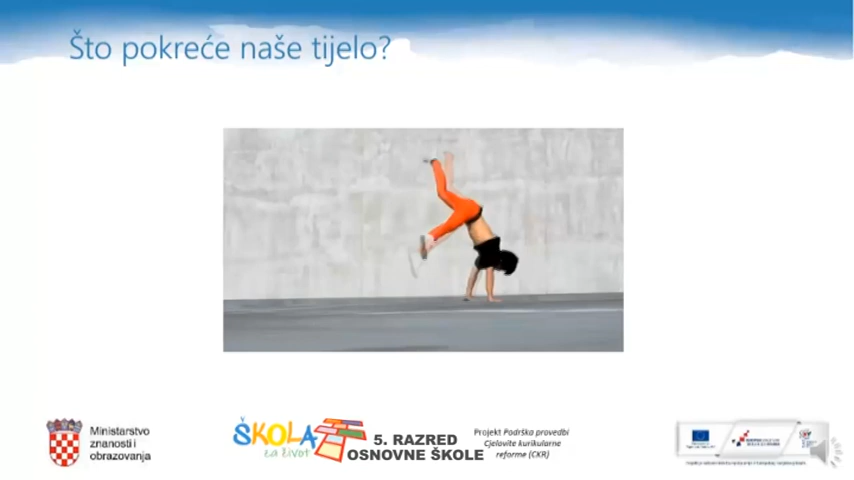 Što pokreće naše tijelo?
Ministarstvo
znanosti i
obrazovanja
ŠKOLA
za život
5. RAZRED
OSNOVNE ŠKOLE
Projekt Podrška provedbi
Cjelovite kurikularne
reforme (CKR)